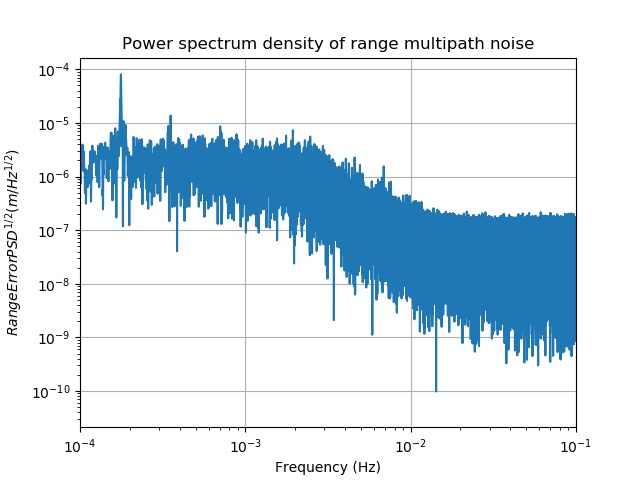 Power spectrum density of range multipath noise
RangeErrorPSD^{1/2}(m/Hz^{1/2})
10^{-4}
10^{-5}
10^{-6}
10^{-7}
10^{-8}
10^{-9}
10^{-10}
10^{-4} 10^{-3} 10^{-2} 10^{-1}
Frequency (Hz)